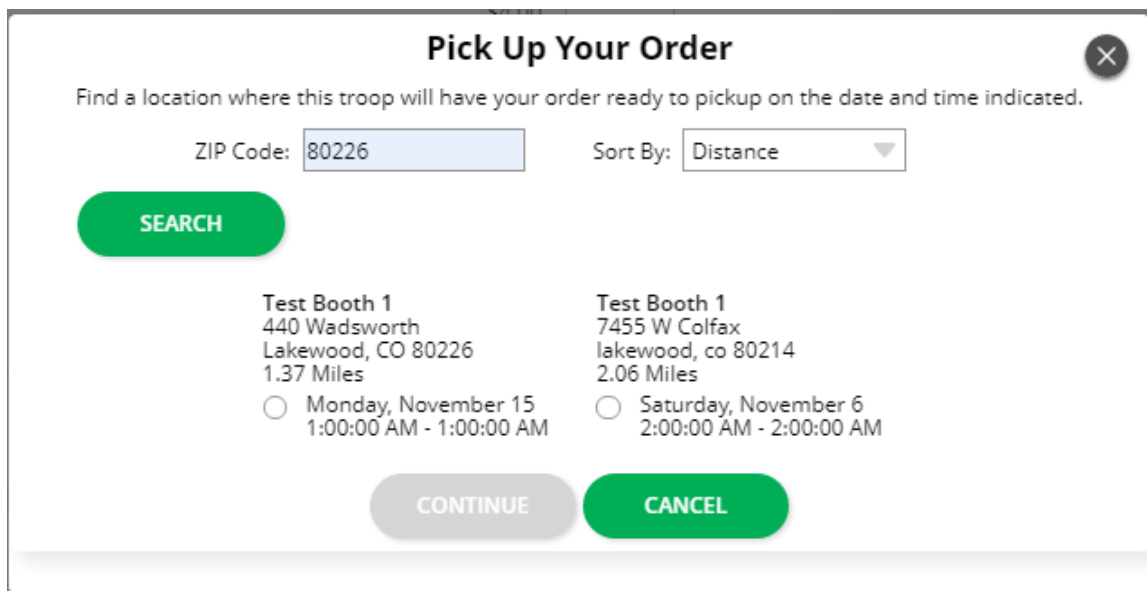 Pick Up Your Order
Find a location where this troop will have your order ready to pickup on the date and time indicated.
ZIP Code: 80226
Sort By: Distance
SEARCH
Test Booth 1
440 Wadsworth
Lakewood, CO 80226
1.37 Miles
Monday, November 15
1:00:00 AM - 1:00:00 AM
Test Booth 1
7455 W Colfax
lakewood, co 80214
2.06 Miles
Saturday, November 6
2:00:00 AM - 2:00:00 AM
CONTINUE
CANCEL